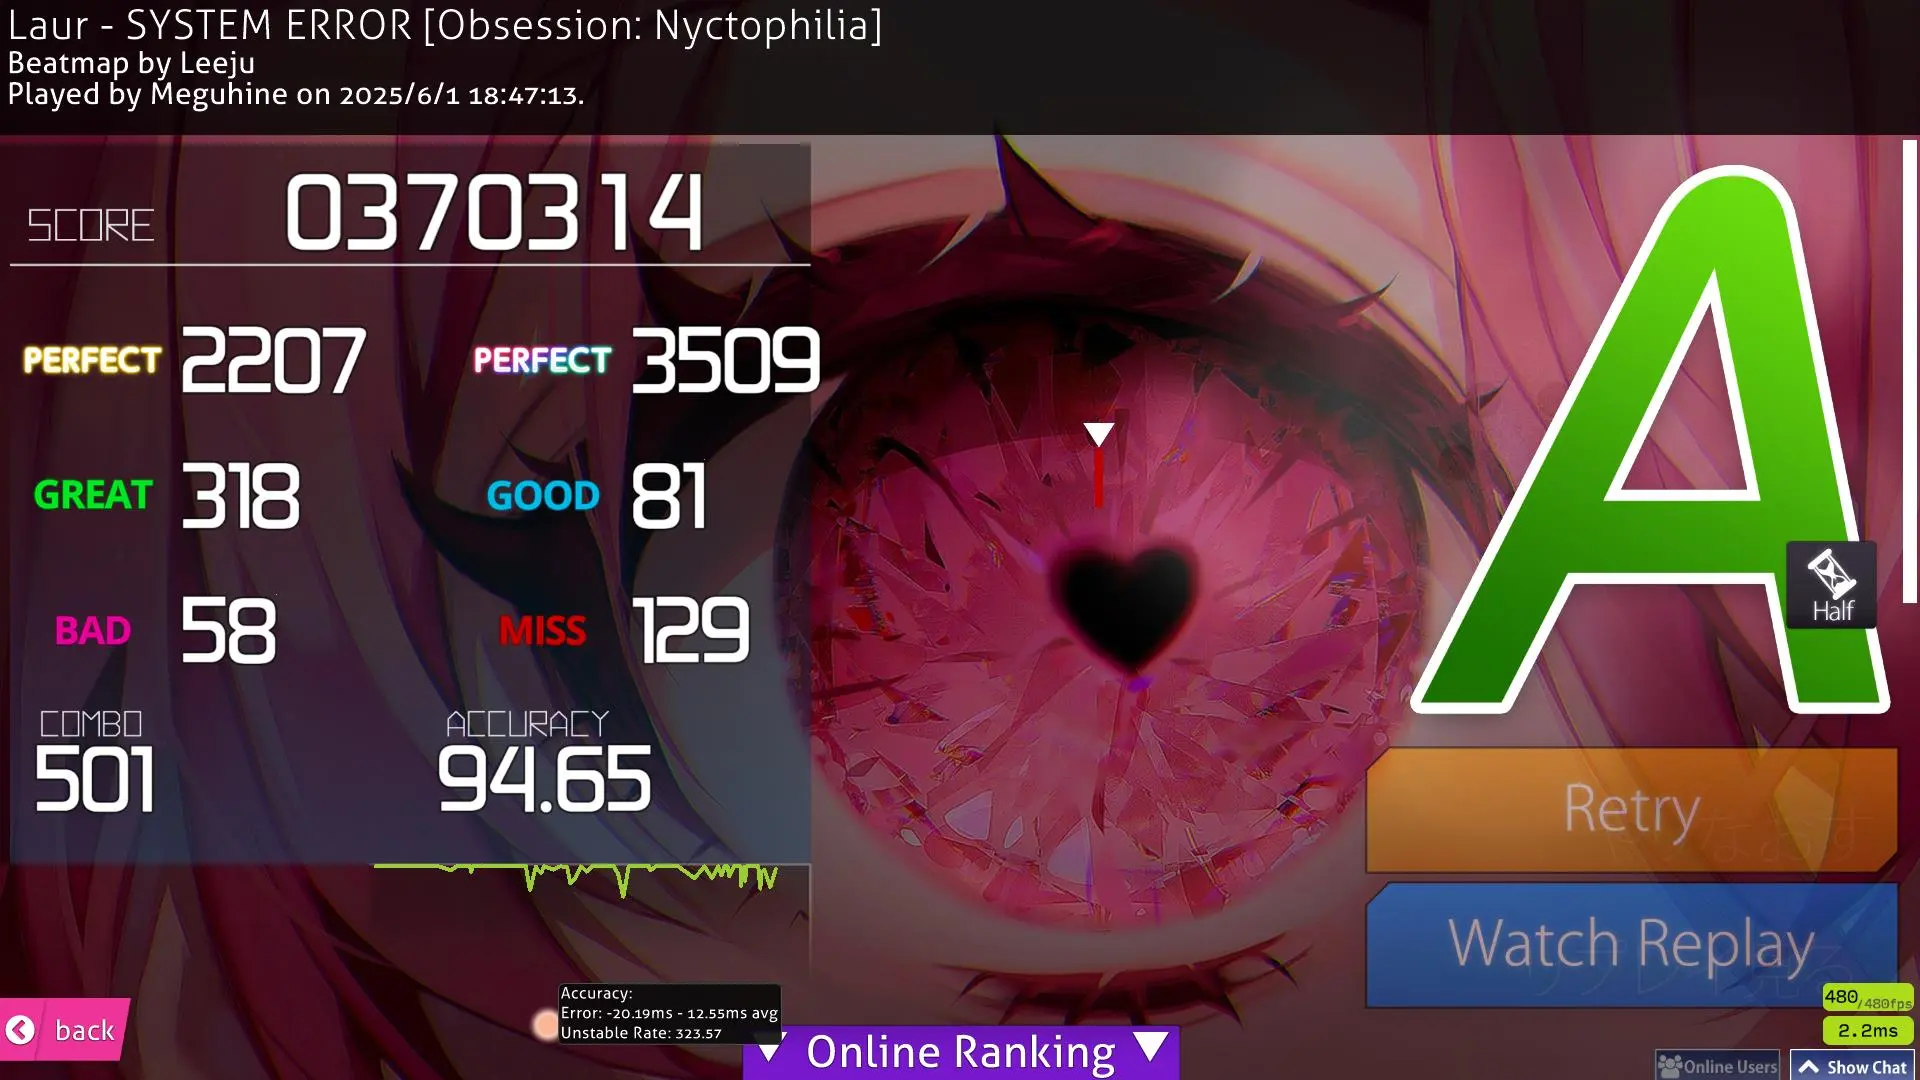 Laur - SYSTEM ERROR [Obsession: Nyctophilia]
Beatmap by Leeju
Played by Meguhine on 2025/6/1 18:47:13.
SCORE 0370314
PERFECT 2207 PERFECT 3509
GREAT 318 GOOD 81
BAD 58 MISS 129
COMBO ACCURACY
501 94.65
A
Half
Retry
Watch Replay
Accuracy:
Error: -20.19ms - 12.55ms avg
Unstable Rate: 323.57
back
Online Ranking
480/480fps
2.2ms
Online Users
Show Chat